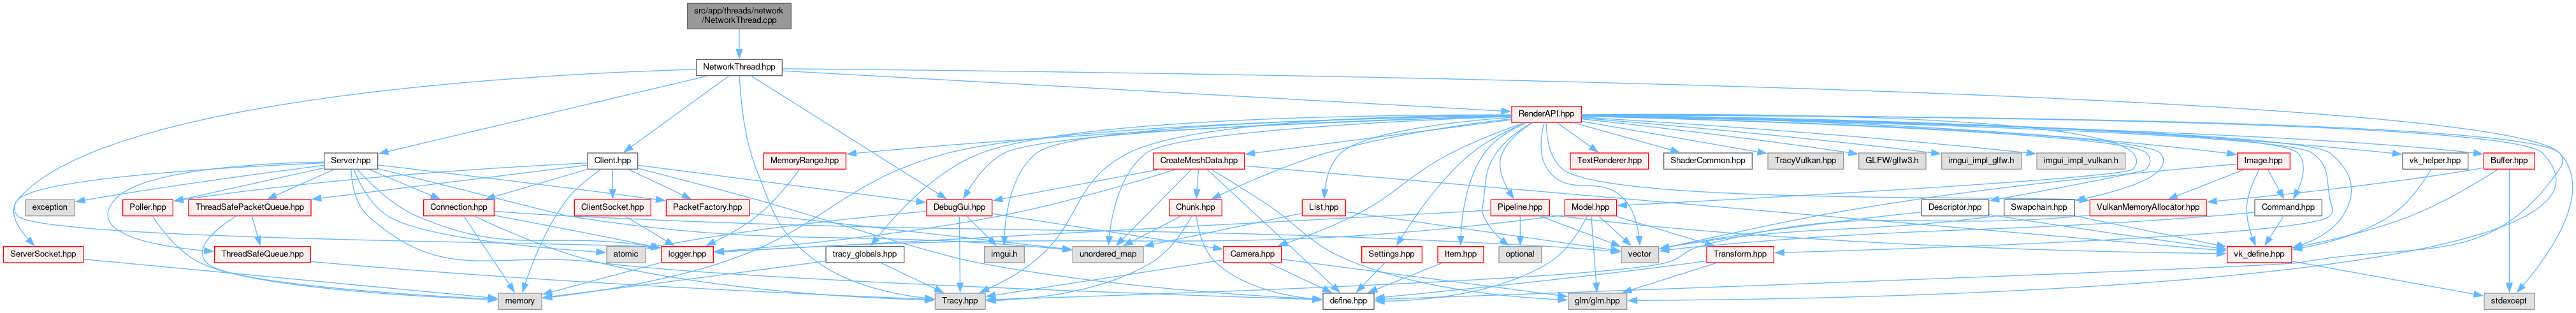 src/app/threads/network
/NetworkThread.cpp
NetworkThread.hpp
RenderAPI.hpp
Server.hpp
Client.hpp
MemoryRange.hpp
CreateMeshData.hpp
TextRenderer.hpp
ShaderCommon.hpp
TracyVulkan.hpp
GLFW/glfw3.h
imgui_impl_glfw.h
imgui_impl_vulkan.h
Image.hpp
vk_helper.hpp
Buffer.hpp
exception
Poller.hpp
ThreadSafePacketQueue.hpp
Connection.hpp
ClientSocket.hpp
PacketFactory.hpp
DebugGui.hpp
Chunk.hpp
List.hpp
Pipeline.hpp
Model.hpp
Descriptor.hpp
Swapchain.hpp
VulkanMemoryAllocator.hpp
Command.hpp
ServerSocket.hpp
ThreadSafeQueue.hpp
atomic
logger.hpp
tracy_globals.hpp
imgui.h
unordered_map
Camera.hpp
Settings.hpp
Item.hpp
optional
vector
Transform.hpp
vk_define.hpp
memory
Tracy.hpp
define.hpp
glm/glm.hpp
stdexcept